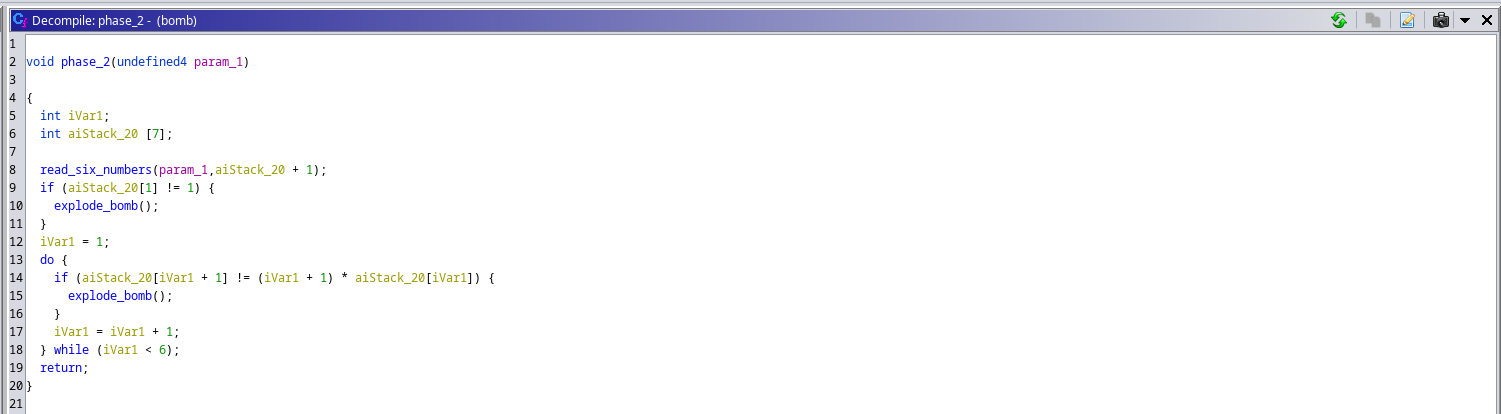 Decompile: phase_2 - (bomb)
1
2 void phase_2(undefined4 param_1)
3
4 {
5   int iVar1;
6   int aiStack_20 [7];
7
8   read_six_numbers(param_1,aiStack_20 + 1);
9   if (aiStack_20[1] != 1) {
10     explode_bomb();
11   }
12   iVar1 = 1;
13   do {
14     if (aiStack_20[iVar1 + 1] != (iVar1 + 1) * aiStack_20[iVar1]) {
15       explode_bomb();
16     }
17     iVar1 = iVar1 + 1;
18   } while (iVar1 < 6);
19   return;
20 }
21